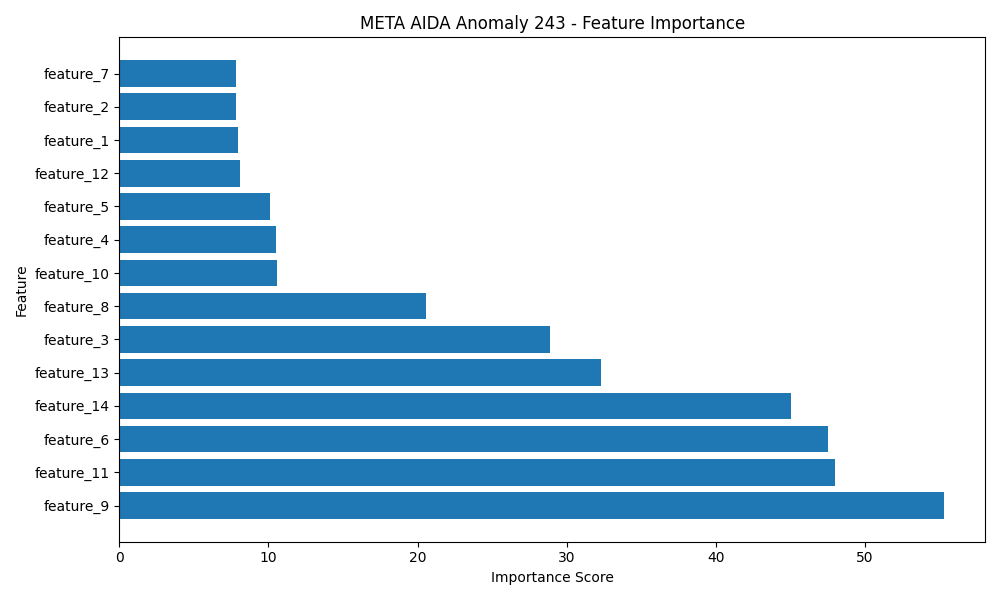 META AIDA Anomaly 243 - Feature Importance
Feature
feature_7
feature_2
feature_1
feature_12
feature_5
feature_4
feature_10
feature_8
feature_3
feature_13
feature_14
feature_6
feature_11
feature_9
0 10 20 30 40 50
Importance Score